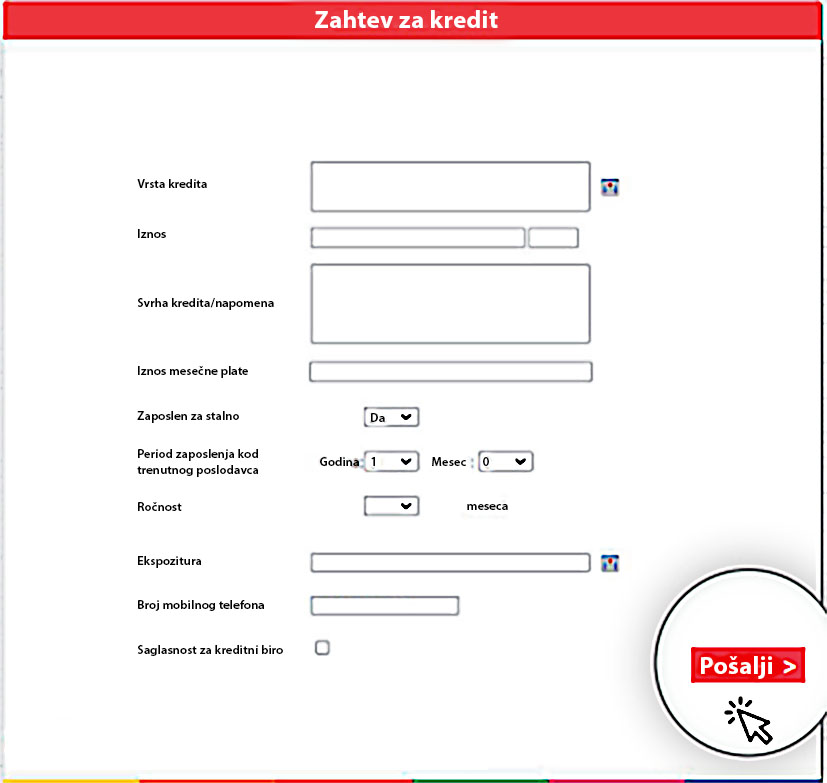 Zahtev za kredit
Vrsta kredita
Iznos
Svrha kredita/napomena
Iznos mesečne plate
Zaposlen za stalno Da
Period zaposlenja kod
trenutnog poslodavca
Godina: 1 Mesec : 0
Ročnost meseca
Ekspozitura
Broj mobilnog telefona
Saglasnost za kreditni biro
Pošalji >